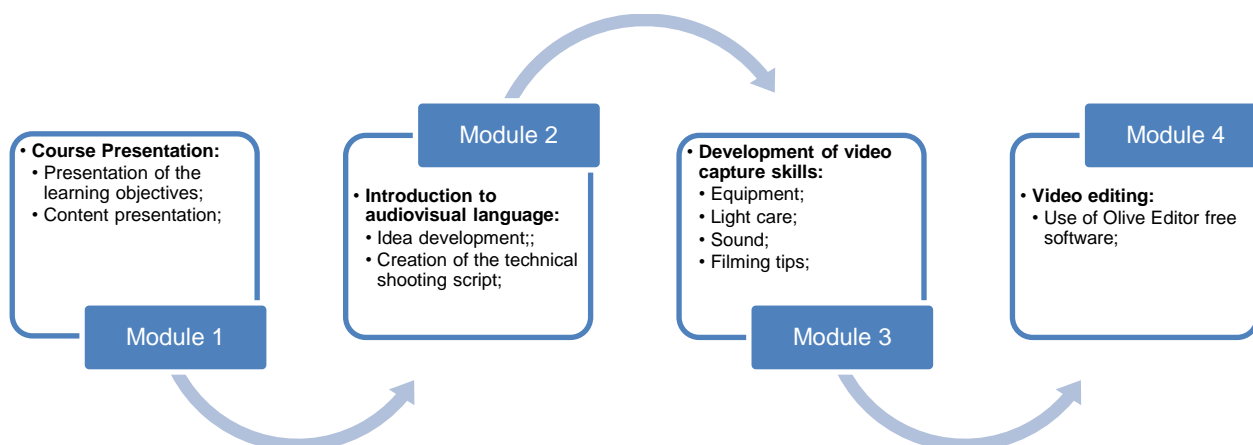 • Course Presentation:
• Presentation of the
learning objectives;
• Content presentation;
Module 1
Module 2
• Introduction to
audiovisual language:
• Idea development;;
• Creation of the technical
shooting script;
• Development of video
capture skills:
• Equipment;
• Light care;
• Sound;
• Filming tips;
Module 3
Module 4
• Video editing:
• Use of Olive Editor free
software;